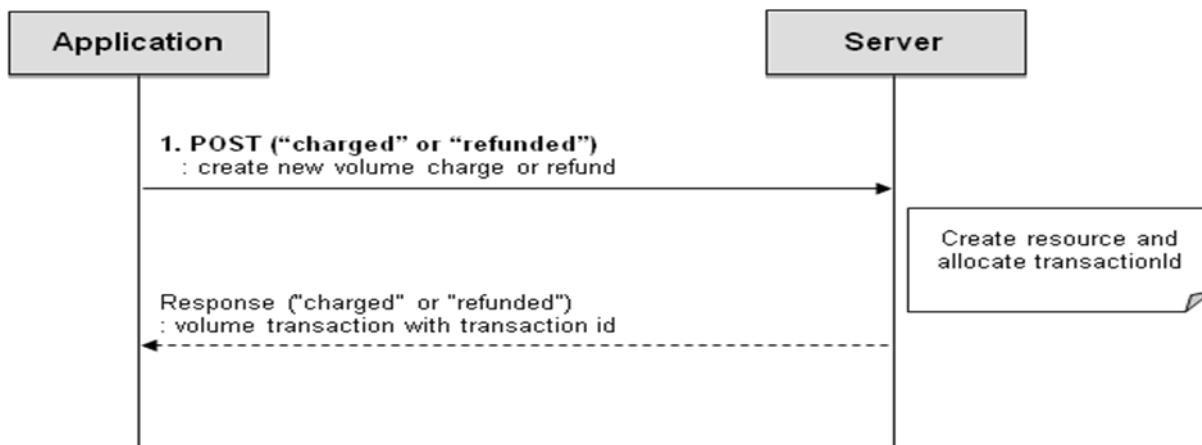 Application
Server
1. POST (“charged” or “refunded”)
: create new volume charge or refund
Create resource and
allocate transactionId
Response ("charged" or "refunded")
: volume transaction with transaction id